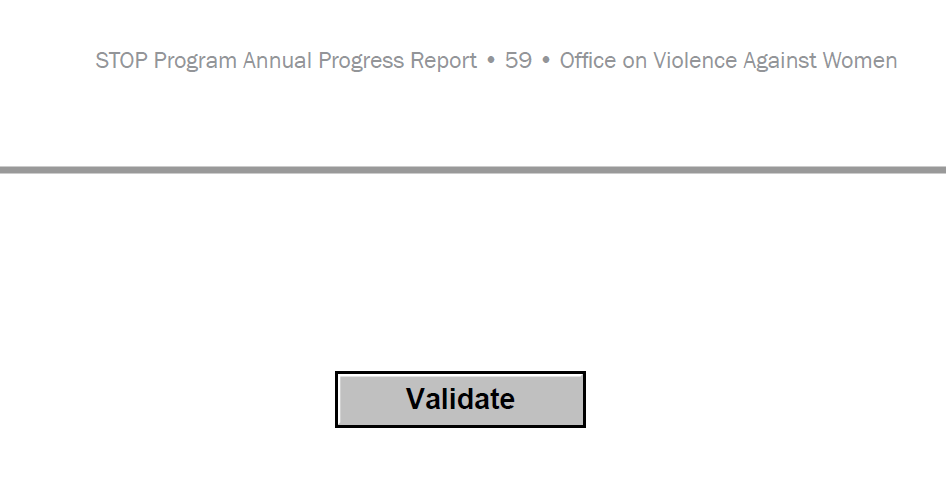 STOP Program Annual Progress Report • 59 • Office on Violence Against Women
Validate